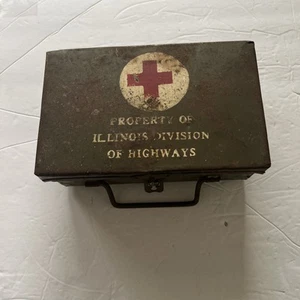 PROPERTY OF
ILLINOIS DIVISION
OF HIGHWAYS